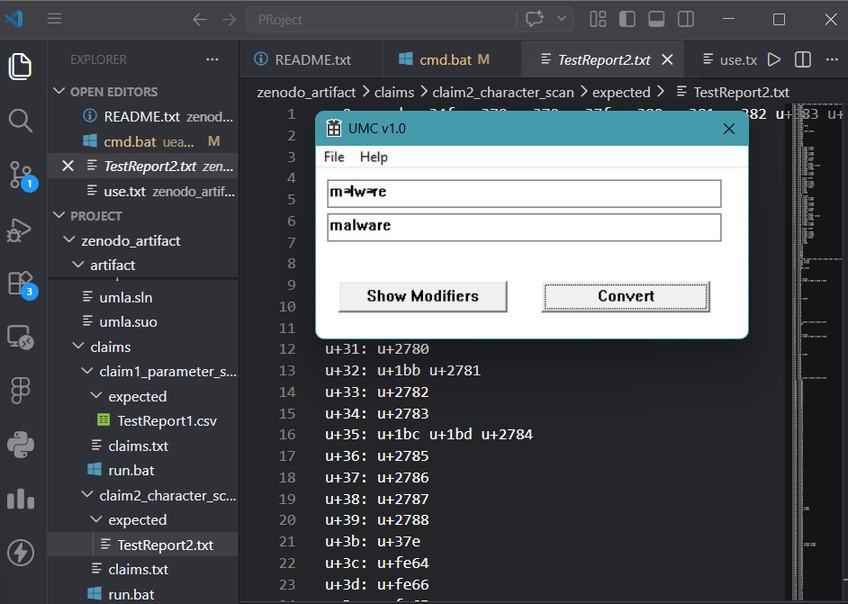 PProject
EXPLORER
OPEN EDITORS
README.txt zenod...
cmd.bat uea... M
TestReport2.txt zen...
use.txt zenodo_artif...
PROJECT
zenodo_artifact
artifact
umla.sln
umla.suo
claims
claim1_parameter_s...
expected
TestReport1.csv
claims.txt
run.bat
claim2_character_sc...
expected
TestReport2.txt
claims.txt
run.bat
1
3
README.txt
cmd.bat M
TestReport2.txt
use.tx
zenodo_artifact > claims > claim2_character_scan > expected > TestReport2.txt
1 382 u+383 u+
2
3
4
5
6
7
8
9
10
11
12 u+31: u+2780
13 u+32: u+1bb u+2781
14 u+33: u+2782
15 u+34: u+2783
16 u+35: u+1bc u+1bd u+2784
17 u+36: u+2785
18 u+37: u+2786
19 u+38: u+2787
20 u+39: u+2788
21 u+3b: u+37e
22 u+3c: u+fe64
23 u+3d: u+fe66
UMC v1.0
File Help
malware
Show Modifiers
Convert